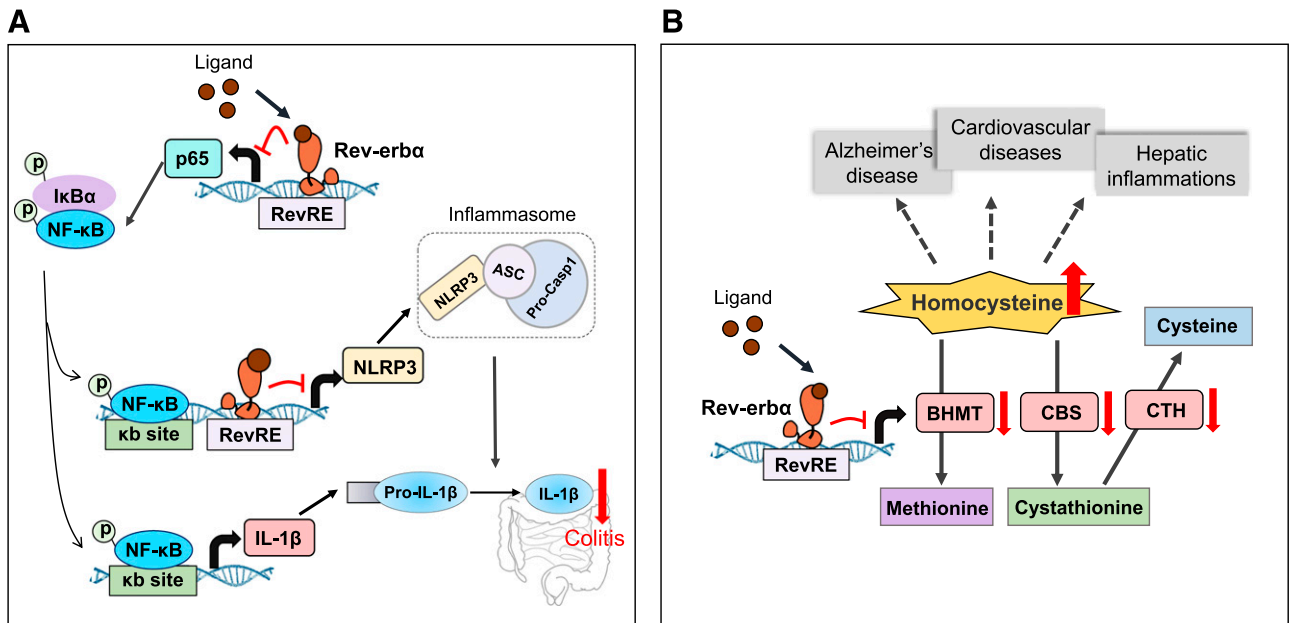 A
Ligand
Rev-erbα
p65
RevRE
p
IκBα
p
NF-κB
Inflammasome
NLRP3
ASC
Pro-Casp1
NLRP3
p
NF-κB
κb site
RevRE
Pro-IL-1β
IL-1β
Colitis
p
NF-κB
κb site
IL-1β
B
Alzheimer's
disease
Cardiovascular
diseases
Hepatic
inflammations
Homocysteine
Ligand
Rev-erbα
RevRE
BHMT
CBS
CTH
Cysteine
Methionine
Cystathionine